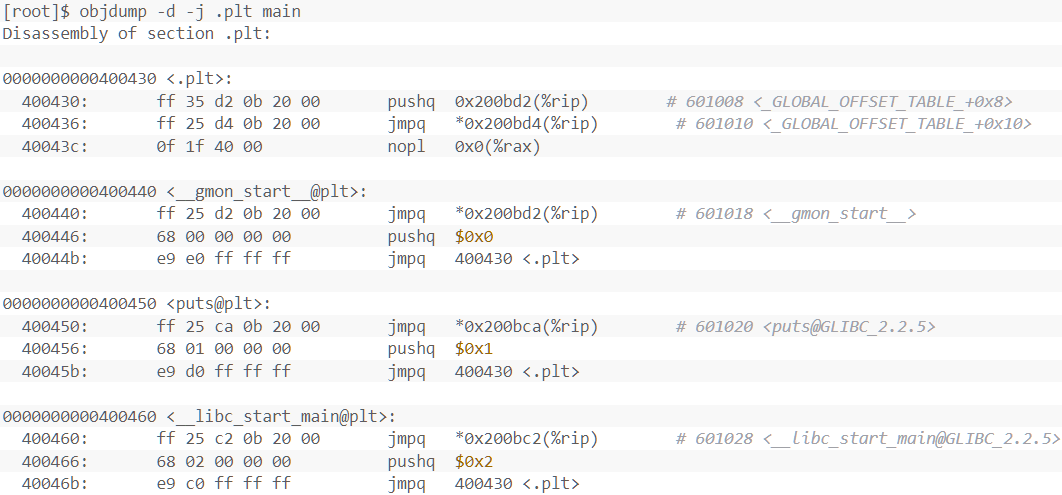 [root]$ objdump -d -j .plt main
Disassembly of section .plt:
0000000000400430 <.plt>:
400430: ff 35 d2 0b 20 00 pushq 0x200bd2(%rip) # 601008 <_GLOBAL_OFFSET_TABLE_+0x8>
400436: ff 25 d4 0b 20 00 jmpq *0x200bd4(%rip) # 601010 <_GLOBAL_OFFSET_TABLE_+0x10>
40043c: 0f 1f 40 00 nopl 0x0(%rax)
0000000000400440 <__gmon_start__@plt>:
400440: ff 25 d2 0b 20 00 jmpq *0x200bd2(%rip) # 601018 <__gmon_start__>
400446: 68 00 00 00 00 pushq $0x0
40044b: e9 e0 ff ff ff jmpq 400430 <.plt>
0000000000400450 <puts@plt>:
400450: ff 25 ca 0b 20 00 jmpq *0x200bca(%rip) # 601020 <puts@GLIBC_2.2.5>
400456: 68 01 00 00 00 pushq $0x1
40045b: e9 d0 ff ff ff jmpq 400430 <.plt>
0000000000400460 <__libc_start_main@plt>:
400460: ff 25 c2 0b 20 00 jmpq *0x200bc2(%rip) # 601028 <__libc_start_main@GLIBC_2.2.5>
400466: 68 02 00 00 00 pushq $0x2
40046b: e9 c0 ff ff ff jmpq 400430 <.plt>